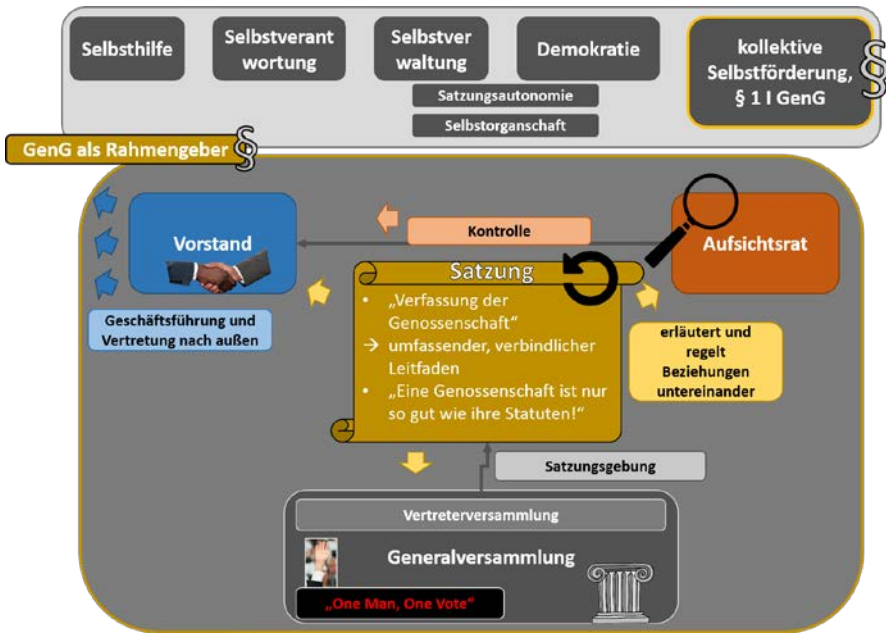 Selbsthilfe
Selbstverant
wortung
Selbstver
waltung
Demokratie
kollektive
Selbstförderung,
§ 1 I GenG
§
Satzungsautonomie
Selbstorganschaft
GenG als Rahmengeber
§
Vorstand
Kontrolle
Aufsichtsrat
Geschäftsführung und
Vertretung nach außen
Satzung
• „Verfassung der
Genossenschaft“
→ umfassender, verbindlicher
Leitfaden
• „Eine Genossenschaft ist nur
so gut wie ihre Statuten!“
erläutert und
regelt
Beziehungen
untereinander
Satzungsgebung
Vertreterversammlung
Generalversammlung
„One Man, One Vote“